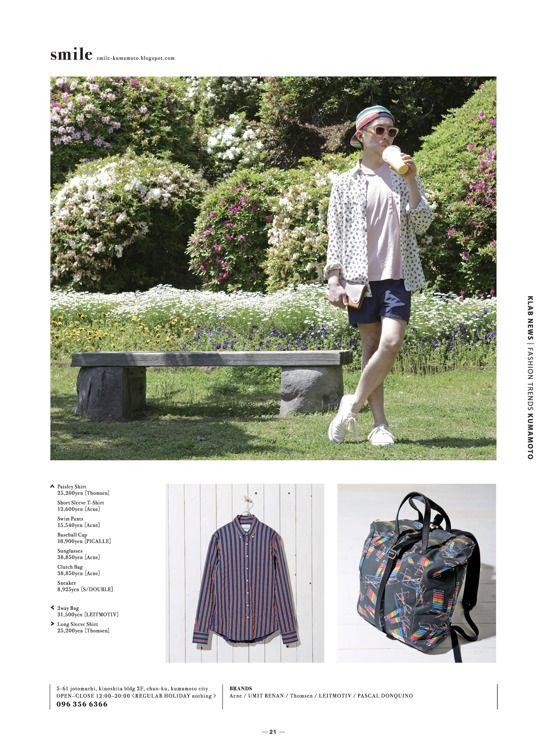 smile smile-kumamoto.blogspot.com
KLAB NEWS | FASHION TRENDS KUMAMOTO
Paisley Shirt
25,200yen [Thomsen]
Short Sleeve T-Shirt
12,600yen [Acne]
Swim Pants
15,540yen [Acne]
Baseball Cap
18,900yen [PICALLE]
Sunglasses
38,850yen [Acne]
Clutch Bag
38,850yen [Acne]
Sneaker
8,925yen [S/DOUBLE]
2way Bag
31,500yen [LEITMOTIV]
Long Sleeve Shirt
25,200yen [Thomsen]
5-61 jotomachi, kinoshita bldg 2F, chuo-ku, kumamoto city
OPEN-CLOSE 12:00-20:00 <REGULAR HOLIDAY nothing>
096 356 6366
BRANDS
Acne / UMIT BENAN / Thomsen / LEITMOTIV / PASCAL DONQUINO
— 21 —